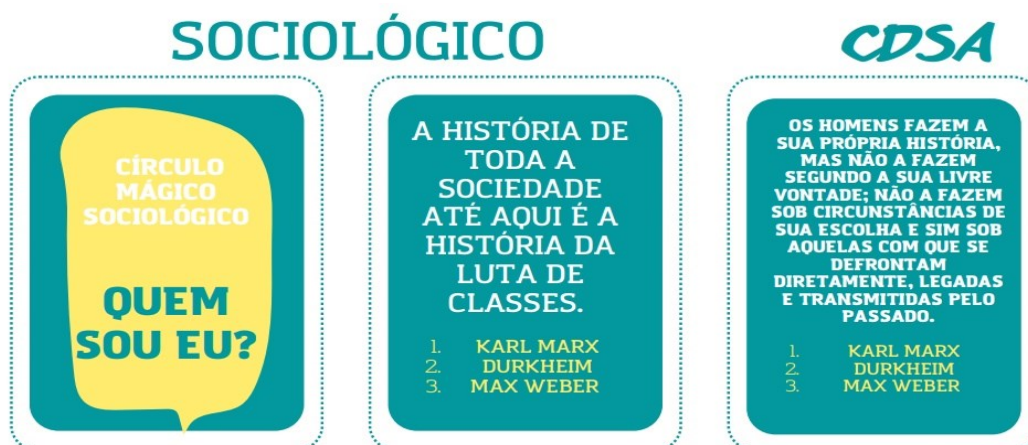 SOCIOLÓGICO
CDSA
CÍRCULO
MÁGICO
SOCIOLÓGICO
QUEM
SOU EU?
A HISTÓRIA DE
TODA A
SOCIEDADE
ATÉ AQUI É A
HISTÓRIA DA
LUTA DE
CLASSES.
1. KARL MARX
2. DURKHEIM
3. MAX WEBER
OS HOMENS FAZEM A
SUA PRÓPRIA HISTÓRIA,
MAS NÃO A FAZEM
SEGUNDO A SUA LIVRE
VONTADE; NÃO A FAZEM
SOB CIRCUNSTÂNCIAS DE
SUA ESCOLHA E SIM SOB
AQUELAS COM QUE SE
DEFRONTAM
DIRETAMENTE, LEGADAS
E TRANSMITIDAS PELO
PASSADO.
1. KARL MARX
2. DURKHEIM
3. MAX WEBER